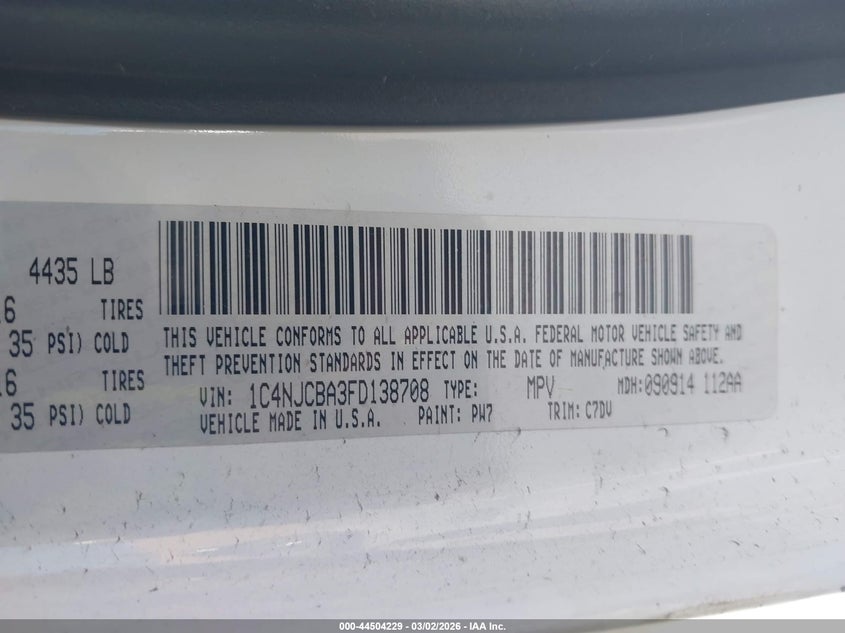 4435 LB
16 TIRES
35 PSI) COLD
16 TIRES
35 PSI) COLD
THIS VEHICLE CONFORMS TO ALL APPLICABLE U.S.A. FEDERAL MOTOR VEHICLE SAFETY AND
THEFT PREVENTION STANDARDS IN EFFECT ON THE DATE OF MANUFACTURE SHOWN ABOVE.
VIN: 1C4NJCBA3FD138708 TYPE: MPV MDH: 090914 112AA
VEHICLE MADE IN U.S.A. PAINT: PW7 TRIM: C7DV
000-44504229 - 03/02/2026 - IAA Inc.